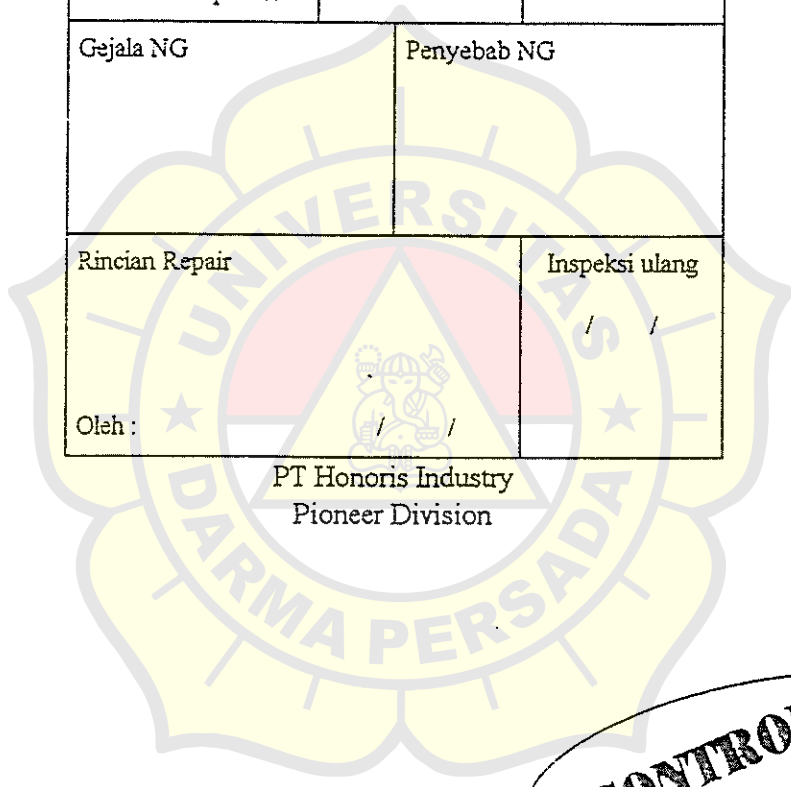 Gejala NG
Penyebab NG
Rincian Repair
Inspeksi ulang
/ /
Oleh :
/ /
PT Honoris Industry
Pioneer Division
UNIVERSITAS
DARMA PERSADA